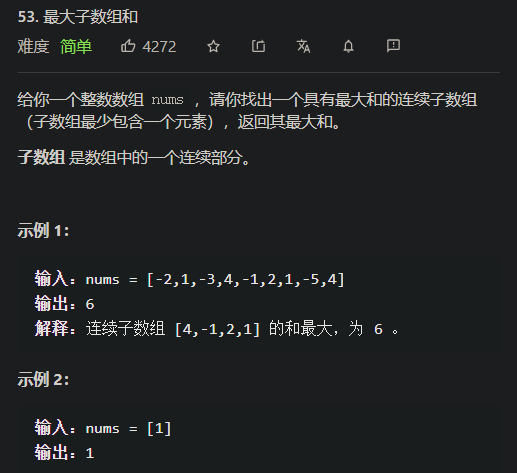 53. 最大子数组和
难度 简单 4272
给你一个整数数组 nums ，请你找出一个具有最大和的连续子数组
（子数组最少包含一个元素），返回其最大和。
子数组 是数组中的一个连续部分。
示例 1：
输入：nums = [-2,1,-3,4,-1,2,1,-5,4]
输出：6
解释：连续子数组 [4,-1,2,1] 的和最大，为 6 。
示例 2：
输入：nums = [1]
输出：1